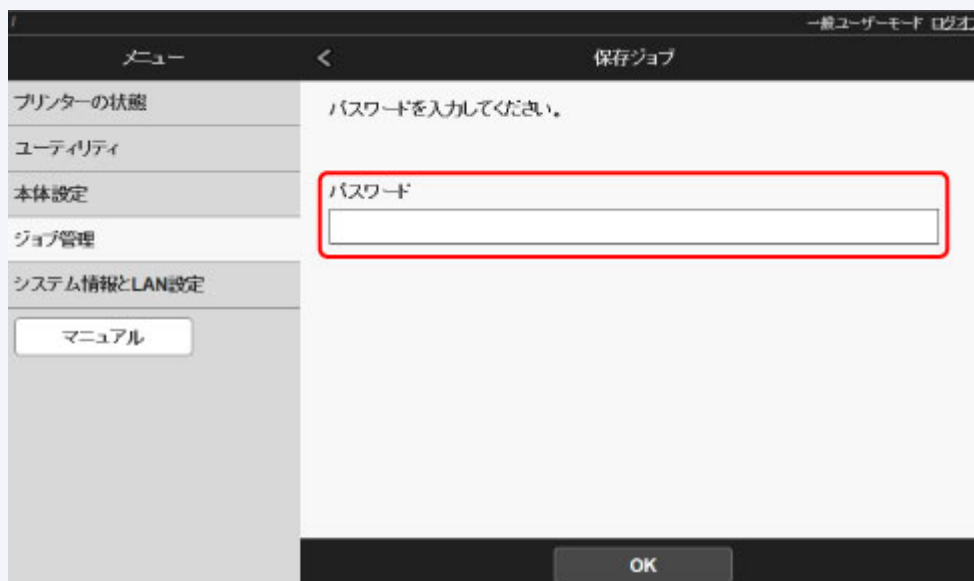 一般ユーザーモード ログオフ
メニュー
< 保存ジョブ
プリンターの状態
ユーティリティ
本体設定
ジョブ管理
システム情報とLAN設定
マニュアル
パスワードを入力してください。
パスワード
OK